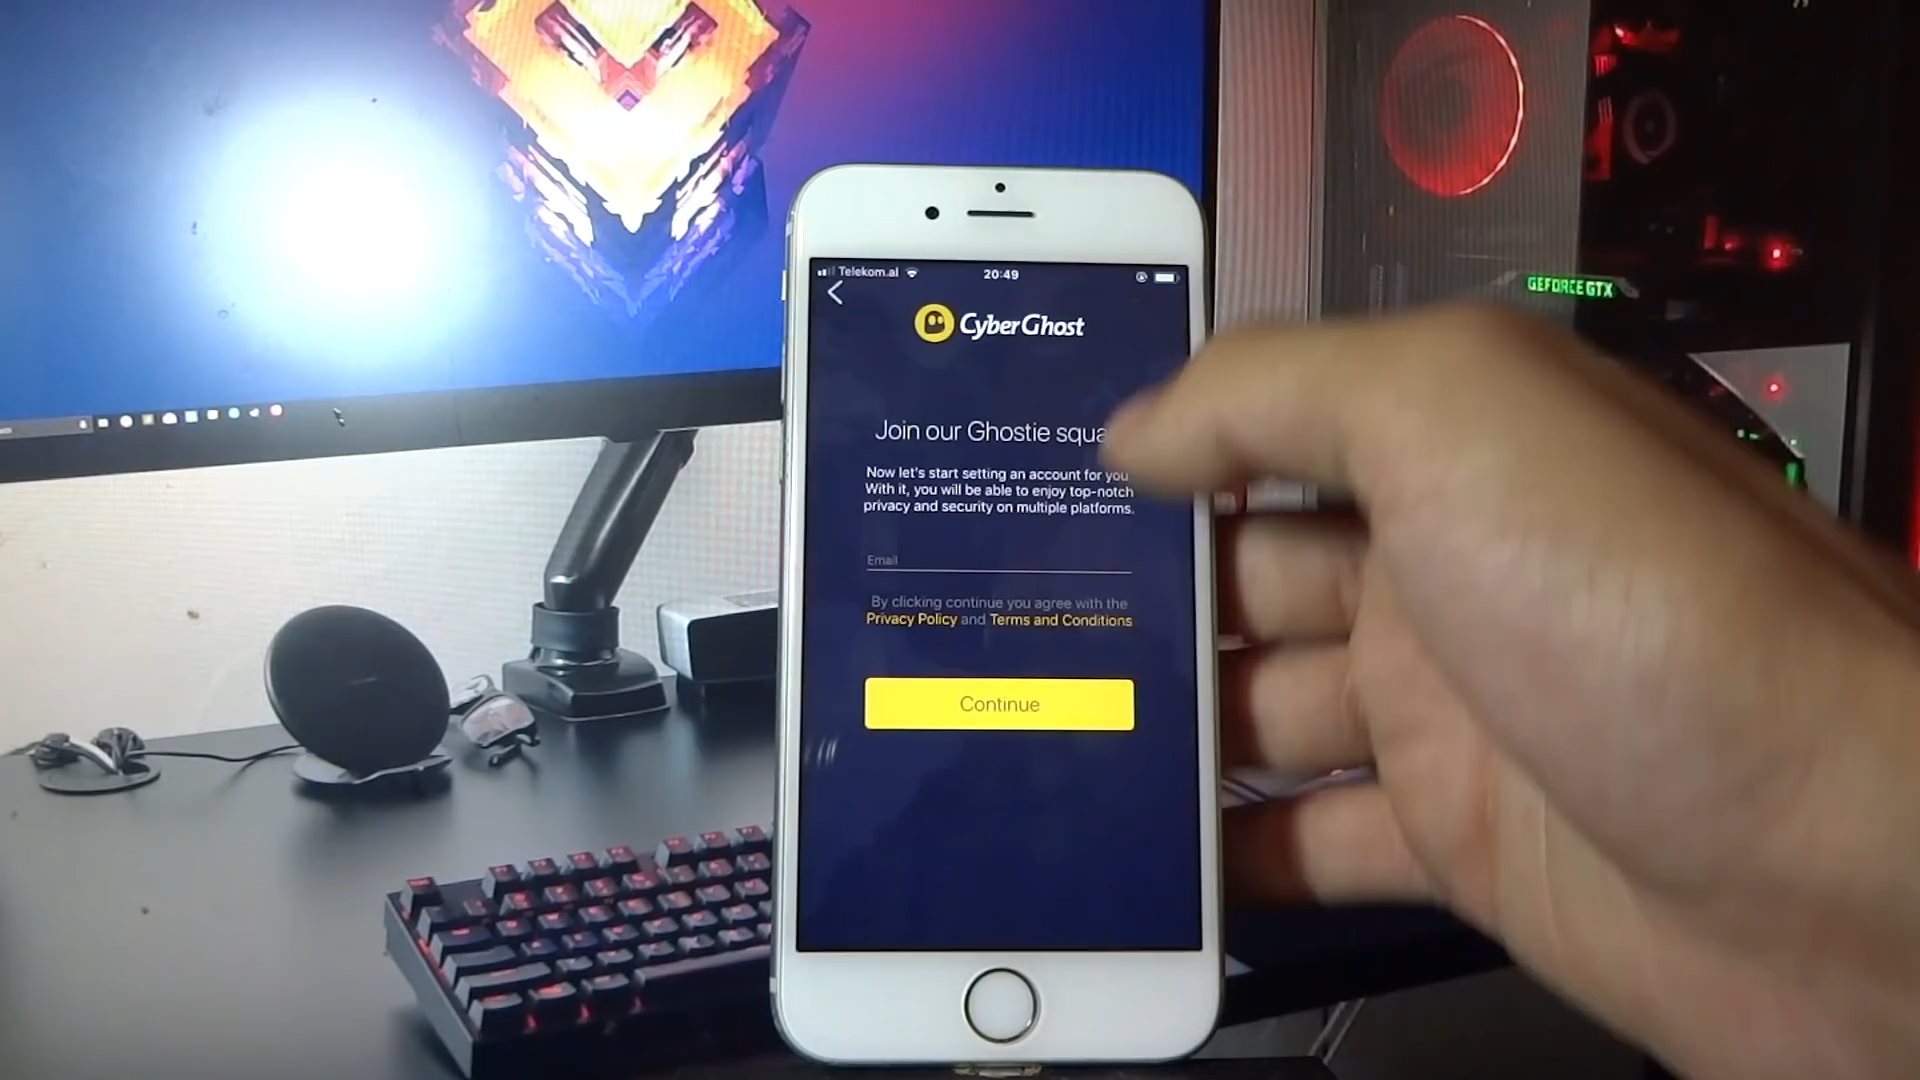 Telekom.al
20:49
CyberGhost
Join our Ghostie squa
Now let's start setting an account for you
With it, you will be able to enjoy top-notch
privacy and security on multiple platforms.
Email
By clicking continue you agree with the
Privacy Policy and Terms and Conditions
Continue
GEFORCE GTX